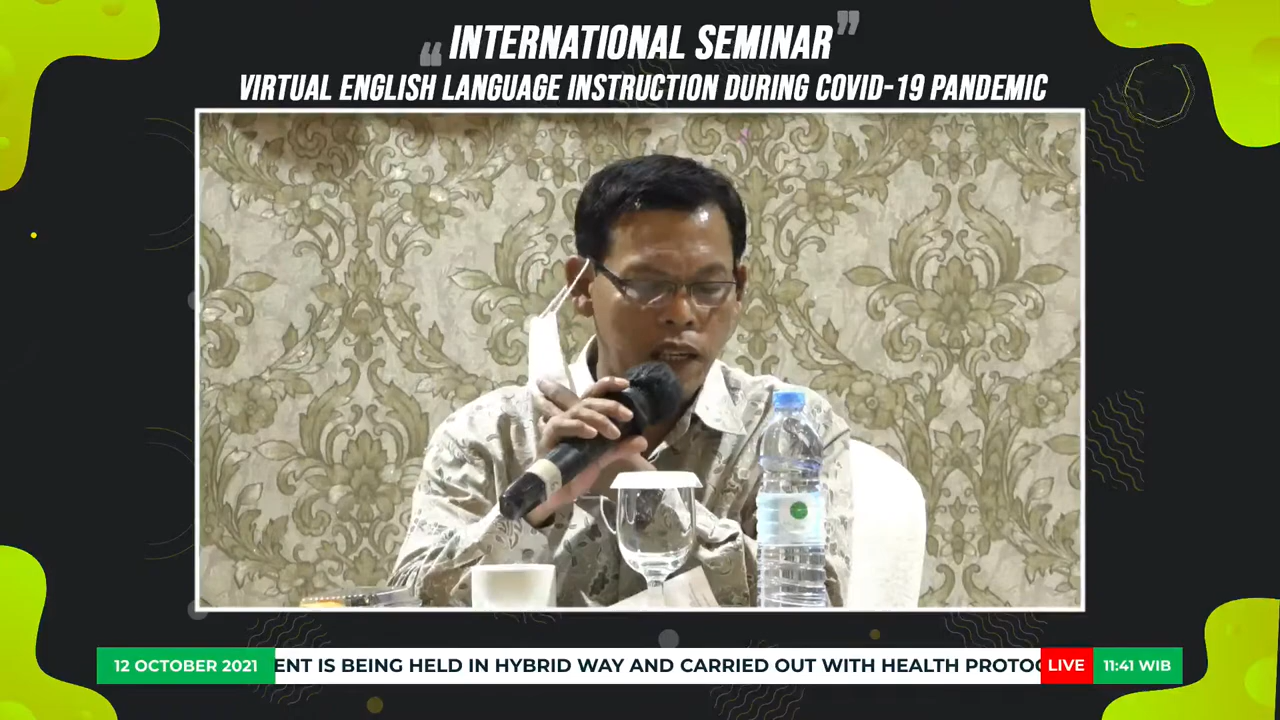 “ INTERNATIONAL SEMINAR ”
VIRTUAL ENGLISH LANGUAGE INSTRUCTION DURING COVID-19 PANDEMIC
12 OCTOBER 2021 ENT IS BEING HELD IN HYBRID WAY AND CARRIED OUT WITH HEALTH PROTOC LIVE 11:41 WIB